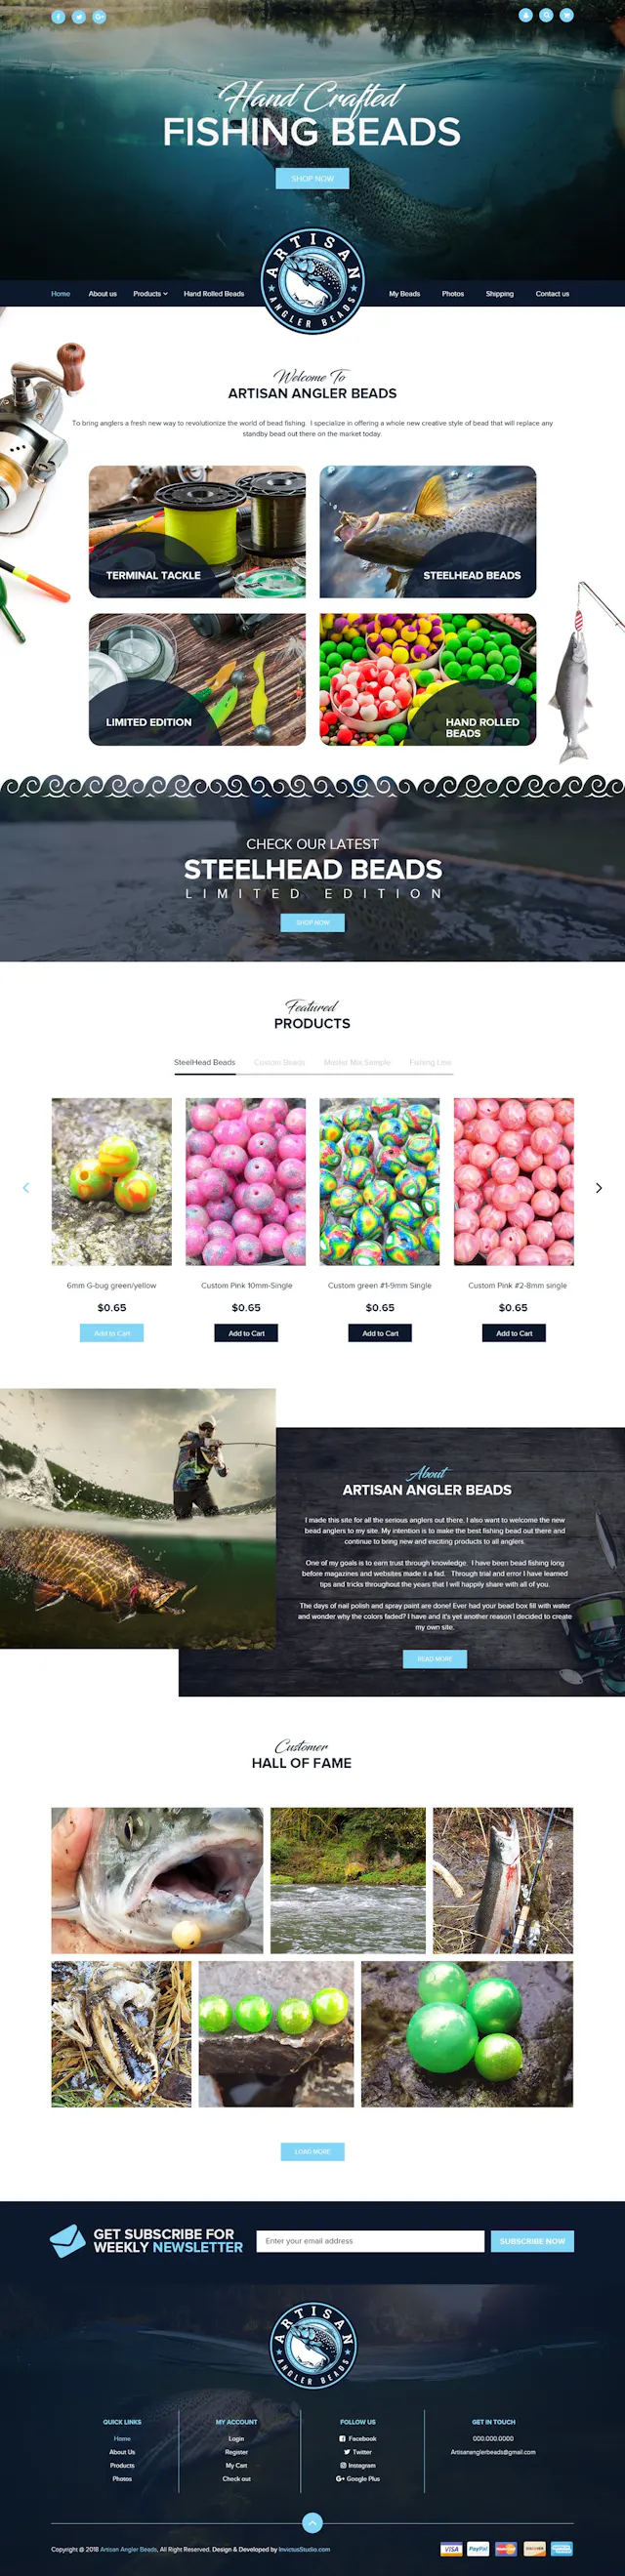 Hand Crafted
FISHING BEADS
SHOP NOW
Home About us Products Hand Rolled Beads
ARTISAN
ANGLER BEADS
My Beads Photos Shipping Contact us
Welcome To
ARTISAN ANGLER BEADS
To bring anglers a fresh new way to revolutionize the world of bead fishing. I specialize in offering a whole new creative style of bead that will replace any
standby bead out there on the market today.
TERMINAL TACKLE
STEELHEAD BEADS
LIMITED EDITION
HAND ROLLED
BEADS
CHECK OUR LATEST
STEELHEAD BEADS
LIMITED EDITION
SHOP NOW
Featured
PRODUCTS
SteelHead Beads Custom Beads Master Mix Sample Fishing Line
6mm G-bug green/yellow
$0.65
Add to Cart
Custom Pink 10mm-Single
$0.65
Add to Cart
Custom green #1-9mm Single
$0.65
Add to Cart
Custom Pink #2-8mm single
$0.65
Add to Cart
About
ARTISAN ANGLER BEADS
I made this site for all the serious anglers out there. I also want to welcome the new
bead anglers to my site. My intention is to make the best fishing bead out there and
continue to bring new and exciting products to all anglers.
One of my goals is to earn trust through knowledge. I have been bead fishing long
before magazines and websites made it a fad. Through trial and error I have learned
tips and tricks throughout the years that I will happily share with all of you.
The days of nail polish and spray paint are done! Ever had your bead box fill with water
and wonder why the colors faded? I have and it's yet another reason I decided to create
my own site.
READ MORE
Customer
HALL OF FAME
LOAD MORE
GET SUBSCRIBE FOR
WEEKLY NEWSLETTER
Enter your email address
SUBSCRIBE NOW
ARTISAN
ANGLER BEADS
QUICK LINKS
Home
About Us
Products
Photos
MY ACCOUNT
Login
Register
My Cart
Check out
FOLLOW US
Facebook
Twitter
Instagram
Google Plus
GET IN TOUCH
000.000.0000
Artisananglerbeads@gmail.com
Copyright @ 2018 Artisan Angler Beads, All Right Reserved, Design & Developed by InvictusStudio.com
VISA PayPal MasterCard DISCOVER